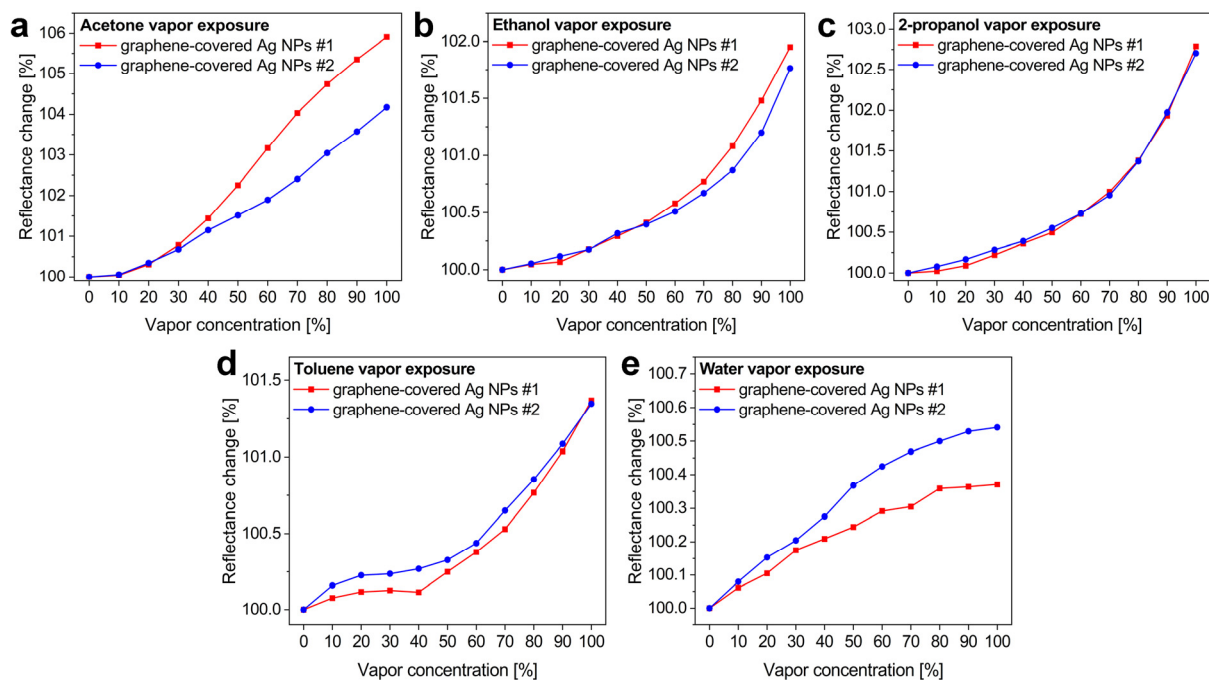 a
Acetone vapor exposure
graphene-covered Ag NPs #1
graphene-covered Ag NPs #2
Reflectance change [%]
106
105
104
103
102
101
100
0 10 20 30 40 50 60 70 80 90 100
Vapor concentration [%]
b
Ethanol vapor exposure
graphene-covered Ag NPs #1
graphene-covered Ag NPs #2
Reflectance change [%]
102.0
101.5
101.0
100.5
100.0
0 10 20 30 40 50 60 70 80 90 100
Vapor concentration [%]
c
2-propanol vapor exposure
graphene-covered Ag NPs #1
graphene-covered Ag NPs #2
Reflectance change [%]
103.0
102.5
102.0
101.5
101.0
100.5
100.0
0 10 20 30 40 50 60 70 80 90 100
Vapor concentration [%]
d
Toluene vapor exposure
graphene-covered Ag NPs #1
graphene-covered Ag NPs #2
Reflectance change [%]
101.5
101.0
100.5
100.0
0 10 20 30 40 50 60 70 80 90 100
Vapor concentration [%]
e
Water vapor exposure
graphene-covered Ag NPs #1
graphene-covered Ag NPs #2
Reflectance change [%]
100.7
100.6
100.5
100.4
100.3
100.2
100.1
100.0
0 10 20 30 40 50 60 70 80 90 100
Vapor concentration [%]